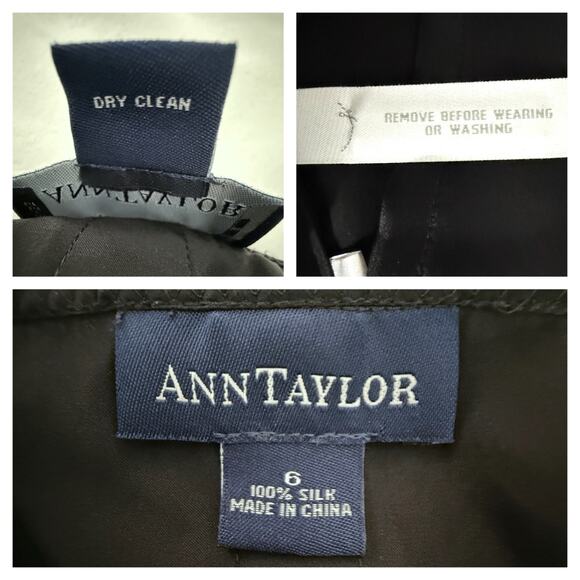 DRY CLEAN
ANNTAYLOR
REMOVE BEFORE WEARING
OR WASHING
ANNTAYLOR
6
100% SILK
MADE IN CHINA